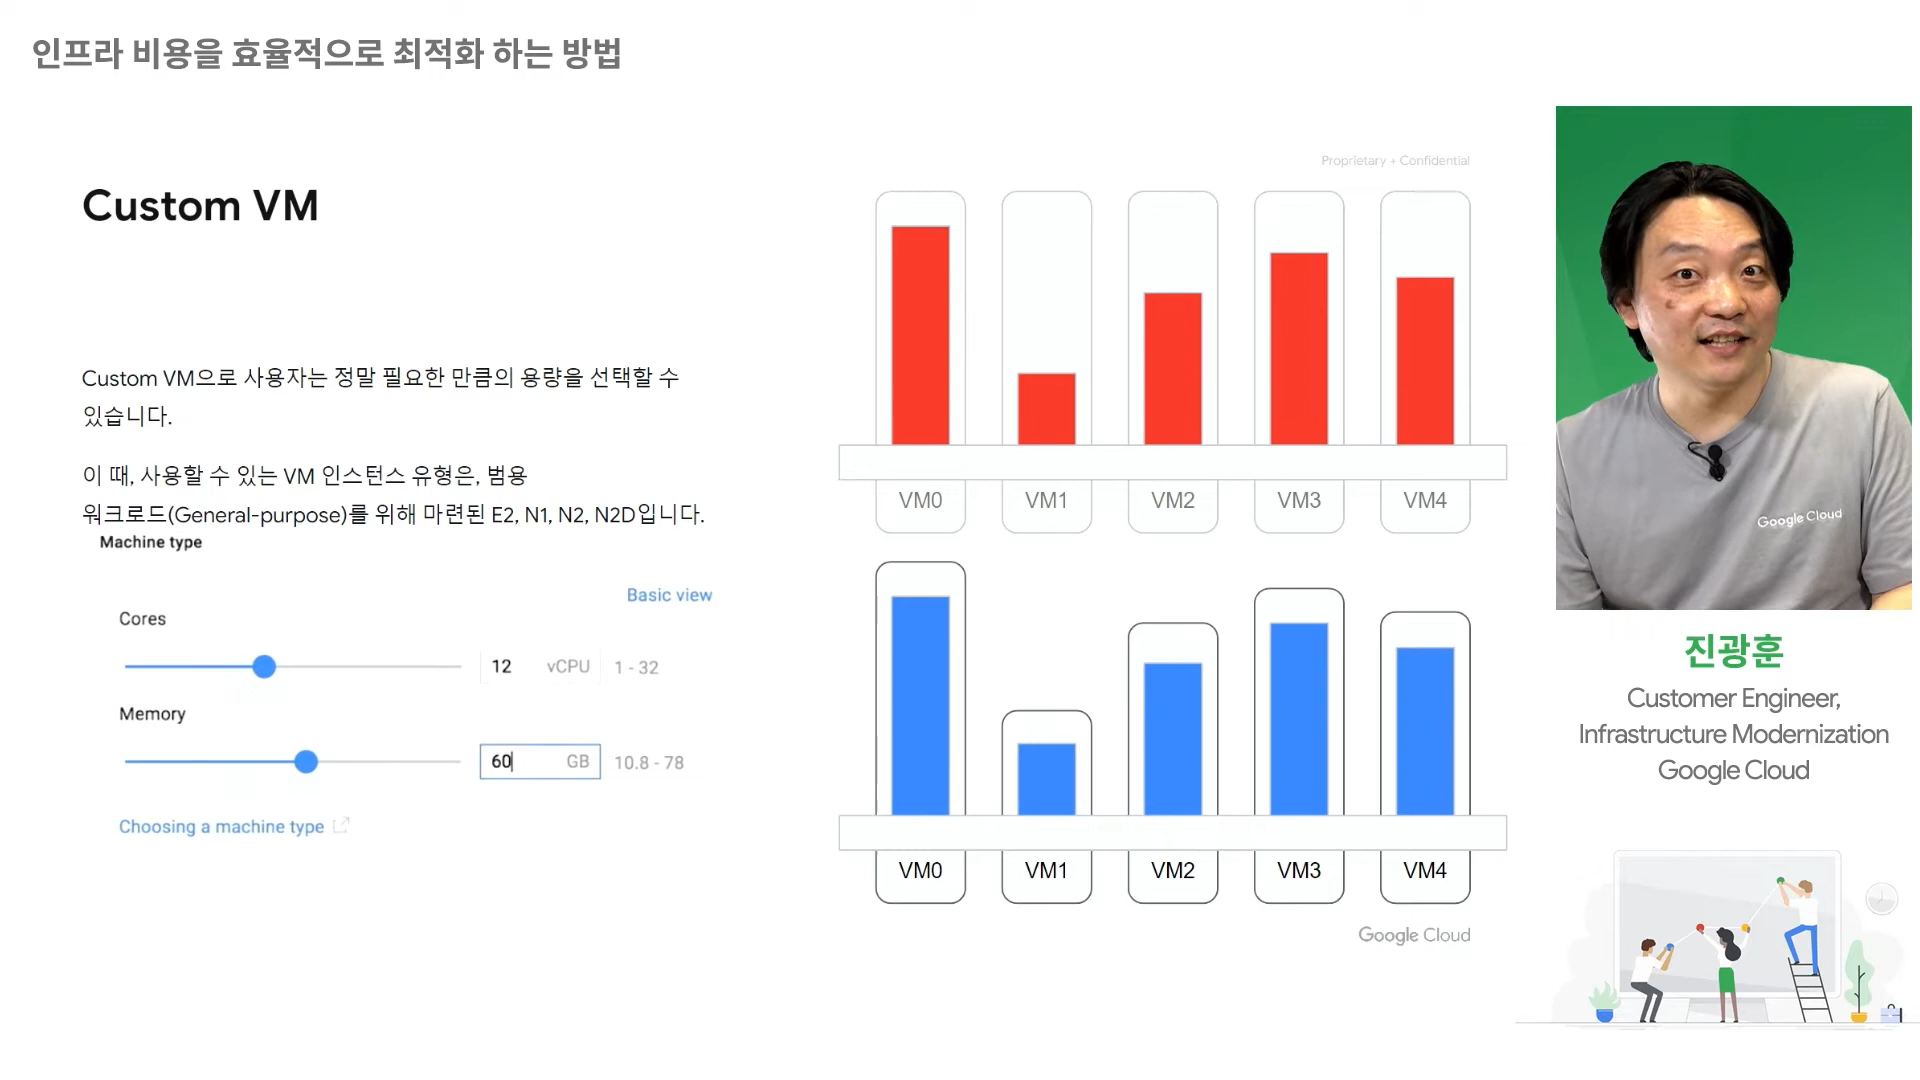 인프라 비용을 효율적으로 최적화 하는 방법
Proprietary + Confidential
Custom VM
Custom VM으로 사용자는 정말 필요한 만큼의 용량을 선택할 수
있습니다.
이 때, 사용할 수 있는 VM 인스턴스 유형은, 범용
워크로드(General-purpose)를 위해 마련된 E2, N1, N2, N2D입니다.
Machine type
Basic view
Cores
12 vCPU 1 - 32
Memory
60 GB 10.8 - 78
Choosing a machine type
VM0 VM1 VM2 VM3 VM4
VM0 VM1 VM2 VM3 VM4
Google Cloud
Google Cloud
진광훈
Customer Engineer,
Infrastructure Modernization
Google Cloud